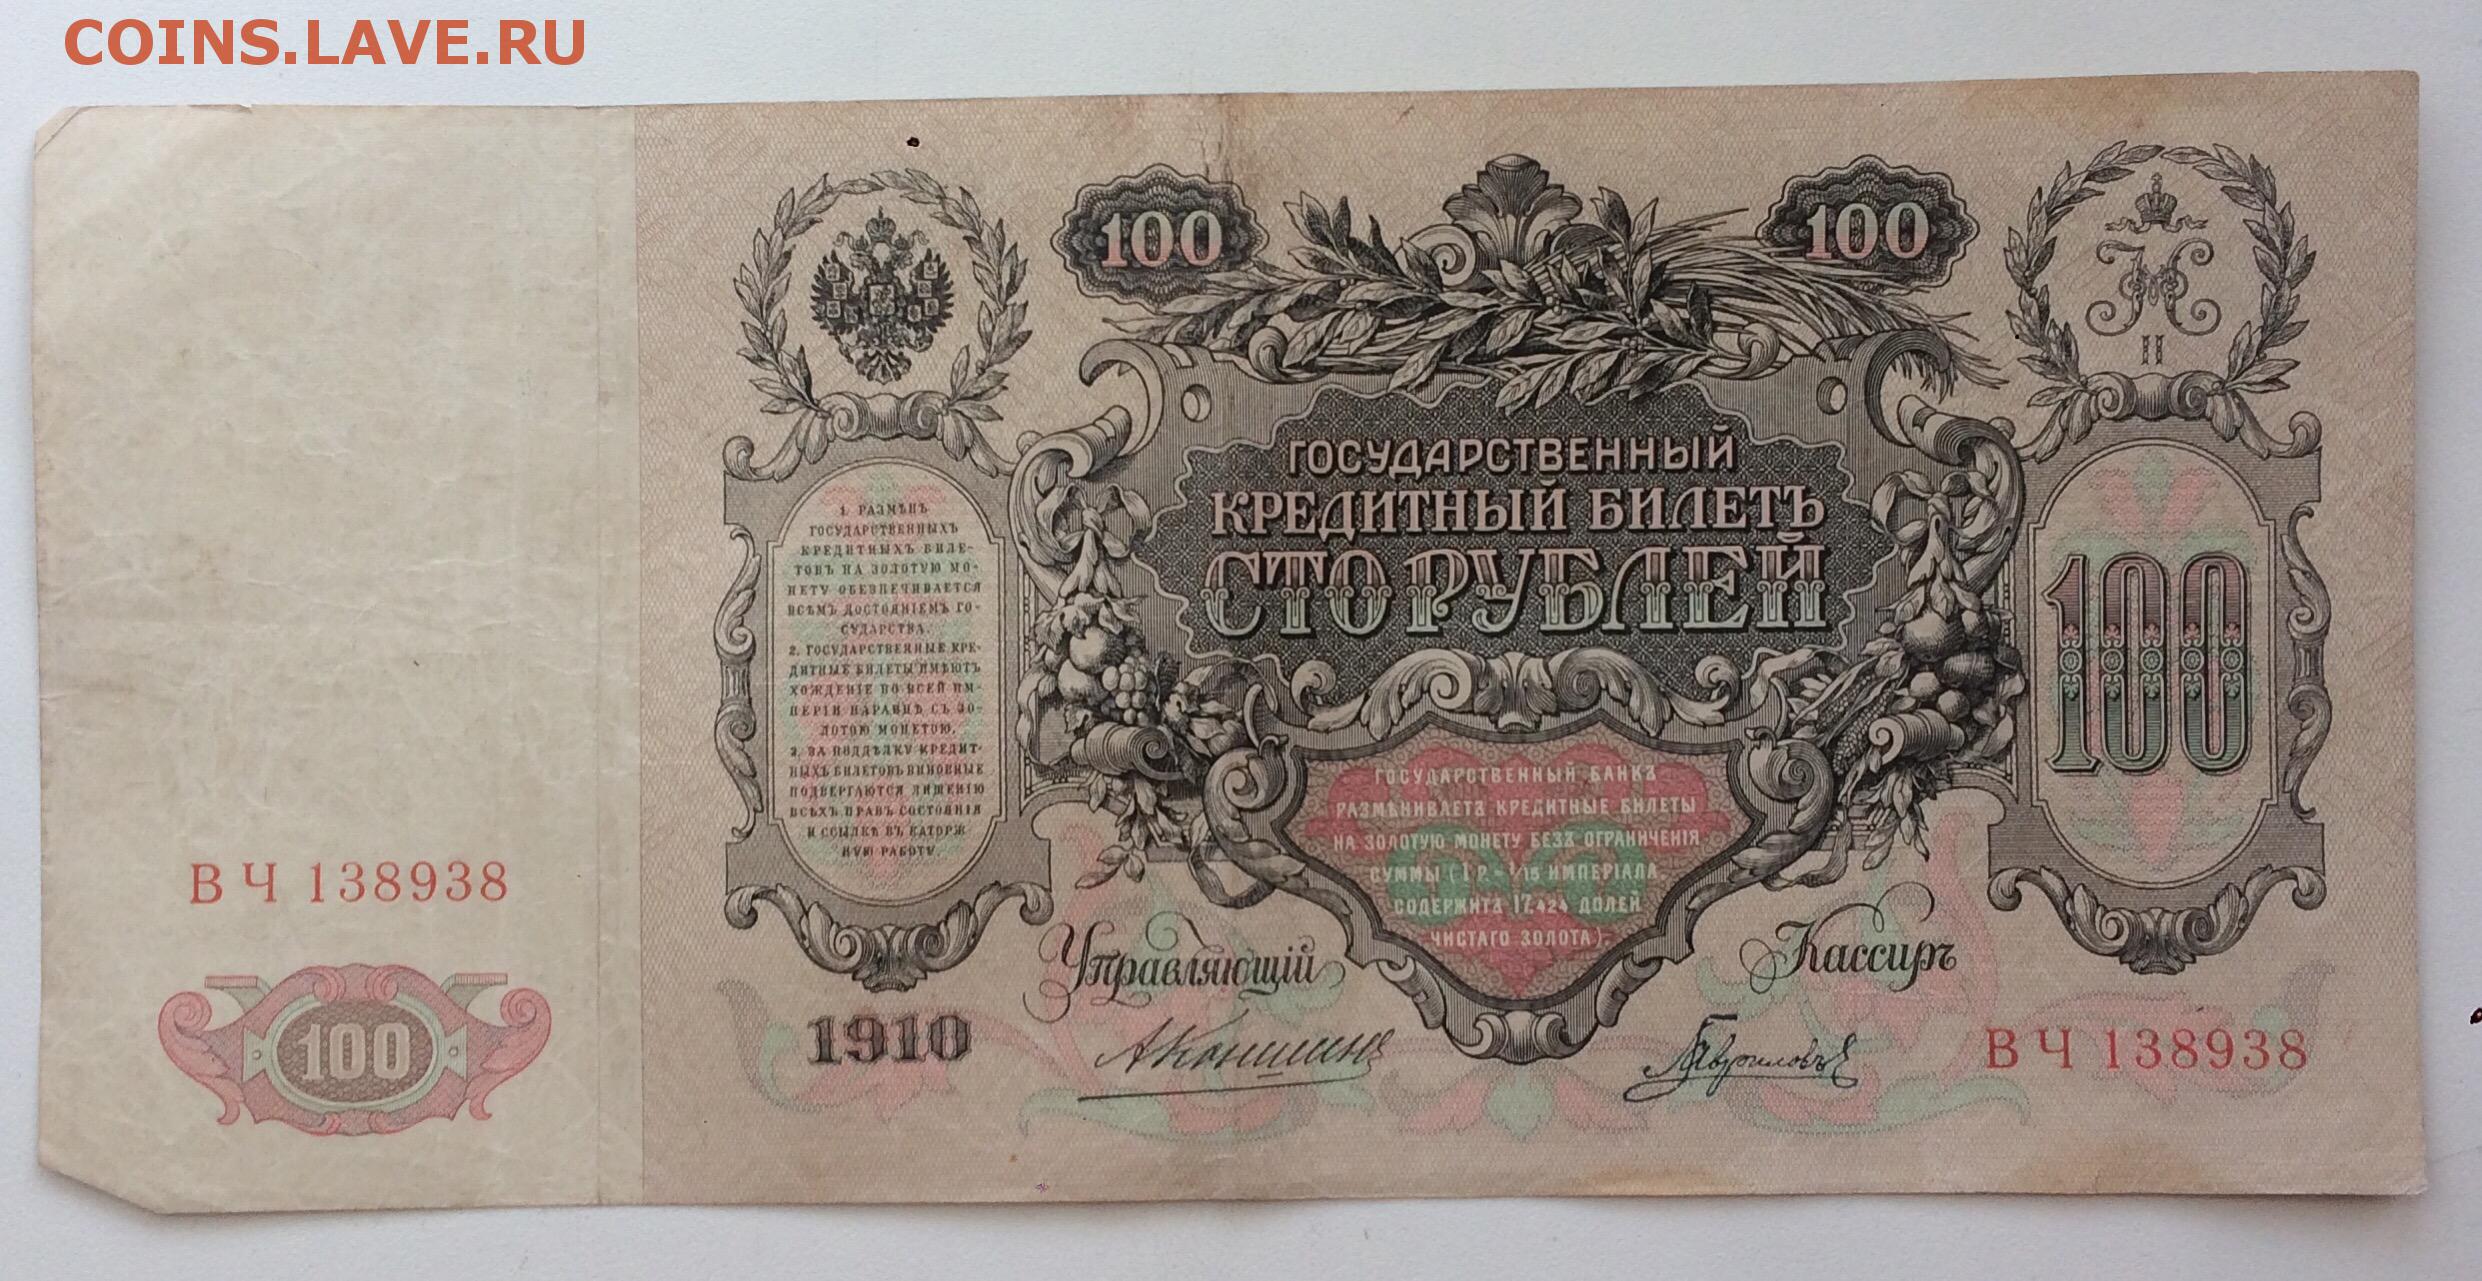 COINS.LAVE.RU
100
100
Н
II
ГОСУДАРСТВЕННЫЙ
КРЕДИТНЫЙ БИЛЕТЪ
СТО РУБЛЕЙ
1. РАЗМѢНЪ
ГОСУДАРСТВЕННЫХЪ
КРЕДИТНЫХЪ БИЛЕ-
ТОВЪ НА ЗОЛОТУЮ МО-
НЕТУ ОБЕЗПЕЧИВАЕТСЯ
ВСѢМЪ ДОСТОЯНІЕМЪ ГО-
СУДАРСТВА.
2. ГОСУДАРСТВЕННЫЕ КРЕ-
ДИТНЫЕ БИЛЕТЫ ИМѢЮТЪ
ХОЖДЕНІЕ ПО ВСЕЙ ИМ-
ПЕРІИ НАРАВНѢ СЪ ЗО-
ЛОТОЮ МОНЕТОЮ.
3. ЗА ПОДДѢЛКУ КРЕДИТ-
НЫХЪ БИЛЕТОВЪ ВИНОВНЫЕ
ПОДВЕРГАЮТСЯ ЛИШЕНІЮ
ВСѢХЪ ПРАВЪ СОСТОЯНІЯ
И ССЫЛКѢ ВЪ КАТОРЖ
НУЮ РАБОТУ.
100
ГОСУДАРСТВЕННЫЙ БАНКЪ
РАЗМѢНИВАЕТЪ КРЕДИТНЫЕ БИЛЕТЫ
НА ЗОЛОТУЮ МОНЕТУ БЕЗЪ ОГРАНИЧЕНІЯ
СУММЫ (1 Р. = 1/15 ИМПЕРІАЛА,
СОДЕРЖИТЪ 17,424 ДОЛЕЙ
ЧИСТАГО ЗОЛОТА).
ВЧ 138938
100
Управляющій
Кассиръ
1910
АКоншинъ
Гавриловъ
ВЧ 138938